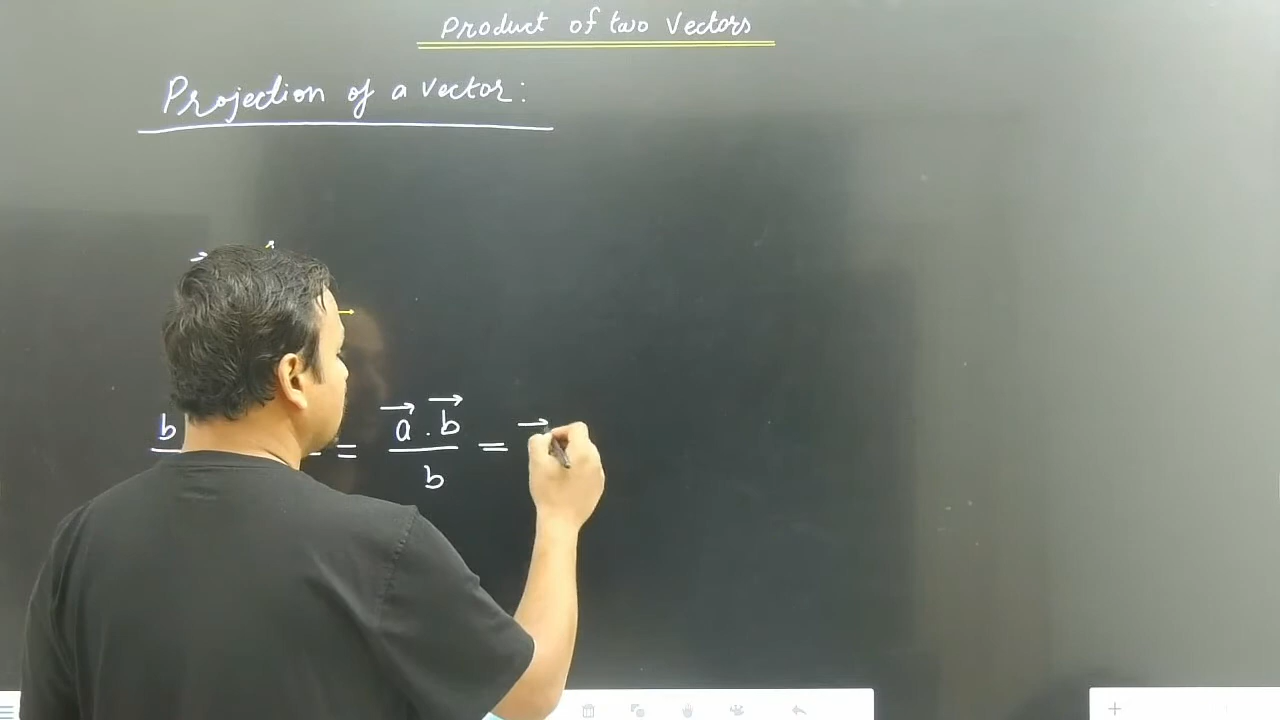 Product of two Vectors
Projection of a vector:
b = a⃗ . b⃗ / b =